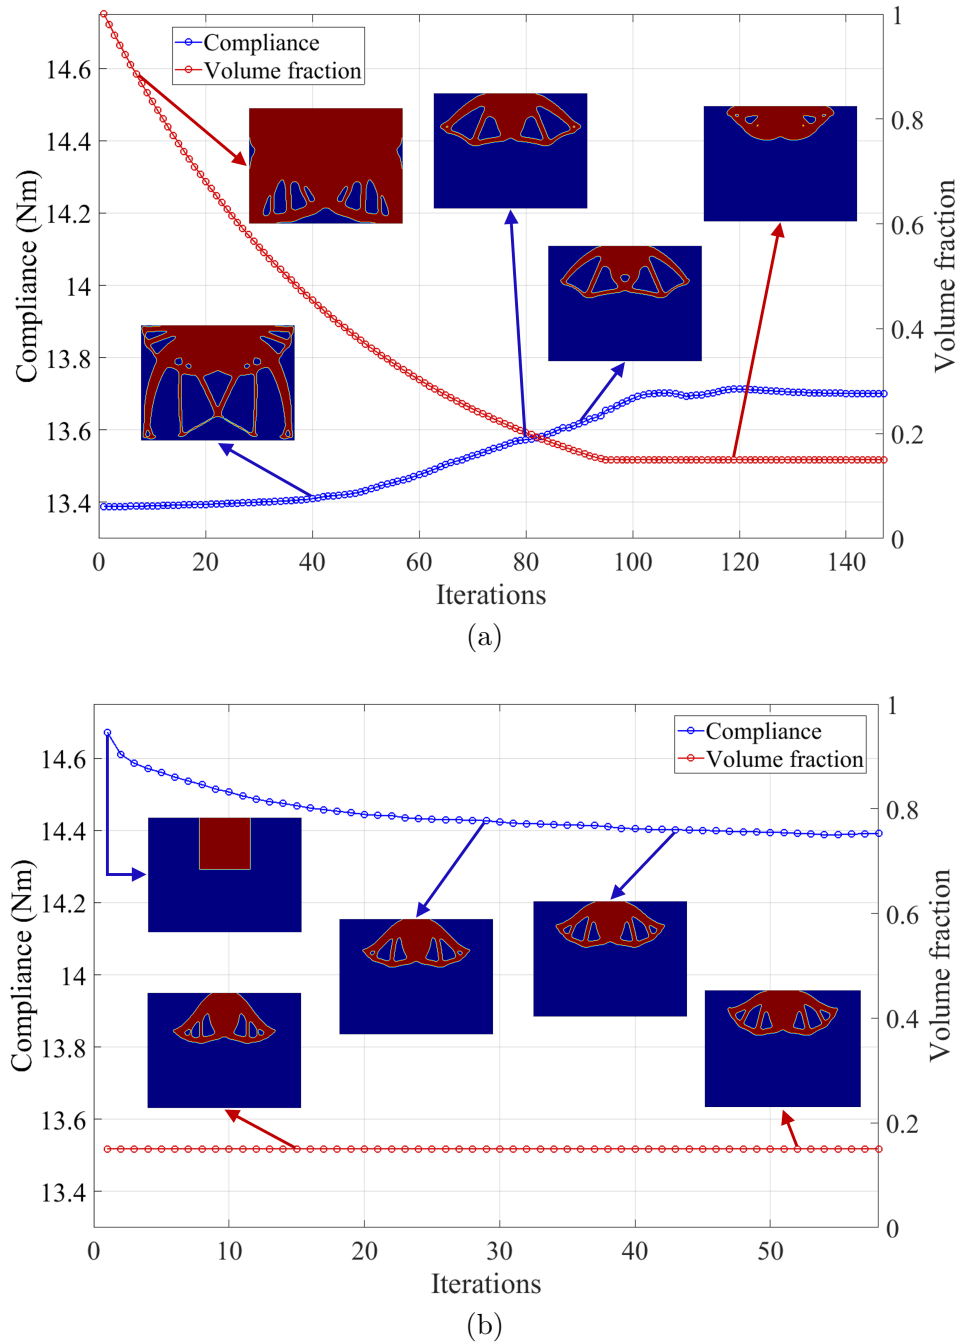 Compliance
Volume fraction
14.6
14.4
14.2
14
13.8
13.6
13.4
1
0.8
0.6
0.4
0.2
0
Compliance (Nm)
Volume fraction
0 20 40 60 80 100 120 140
Iterations
(a)
Compliance
Volume fraction
14.6
14.4
14.2
14
13.8
13.6
13.4
1
0.8
0.6
0.4
0.2
0
Compliance (Nm)
Volume fraction
0 10 20 30 40 50
Iterations
(b)